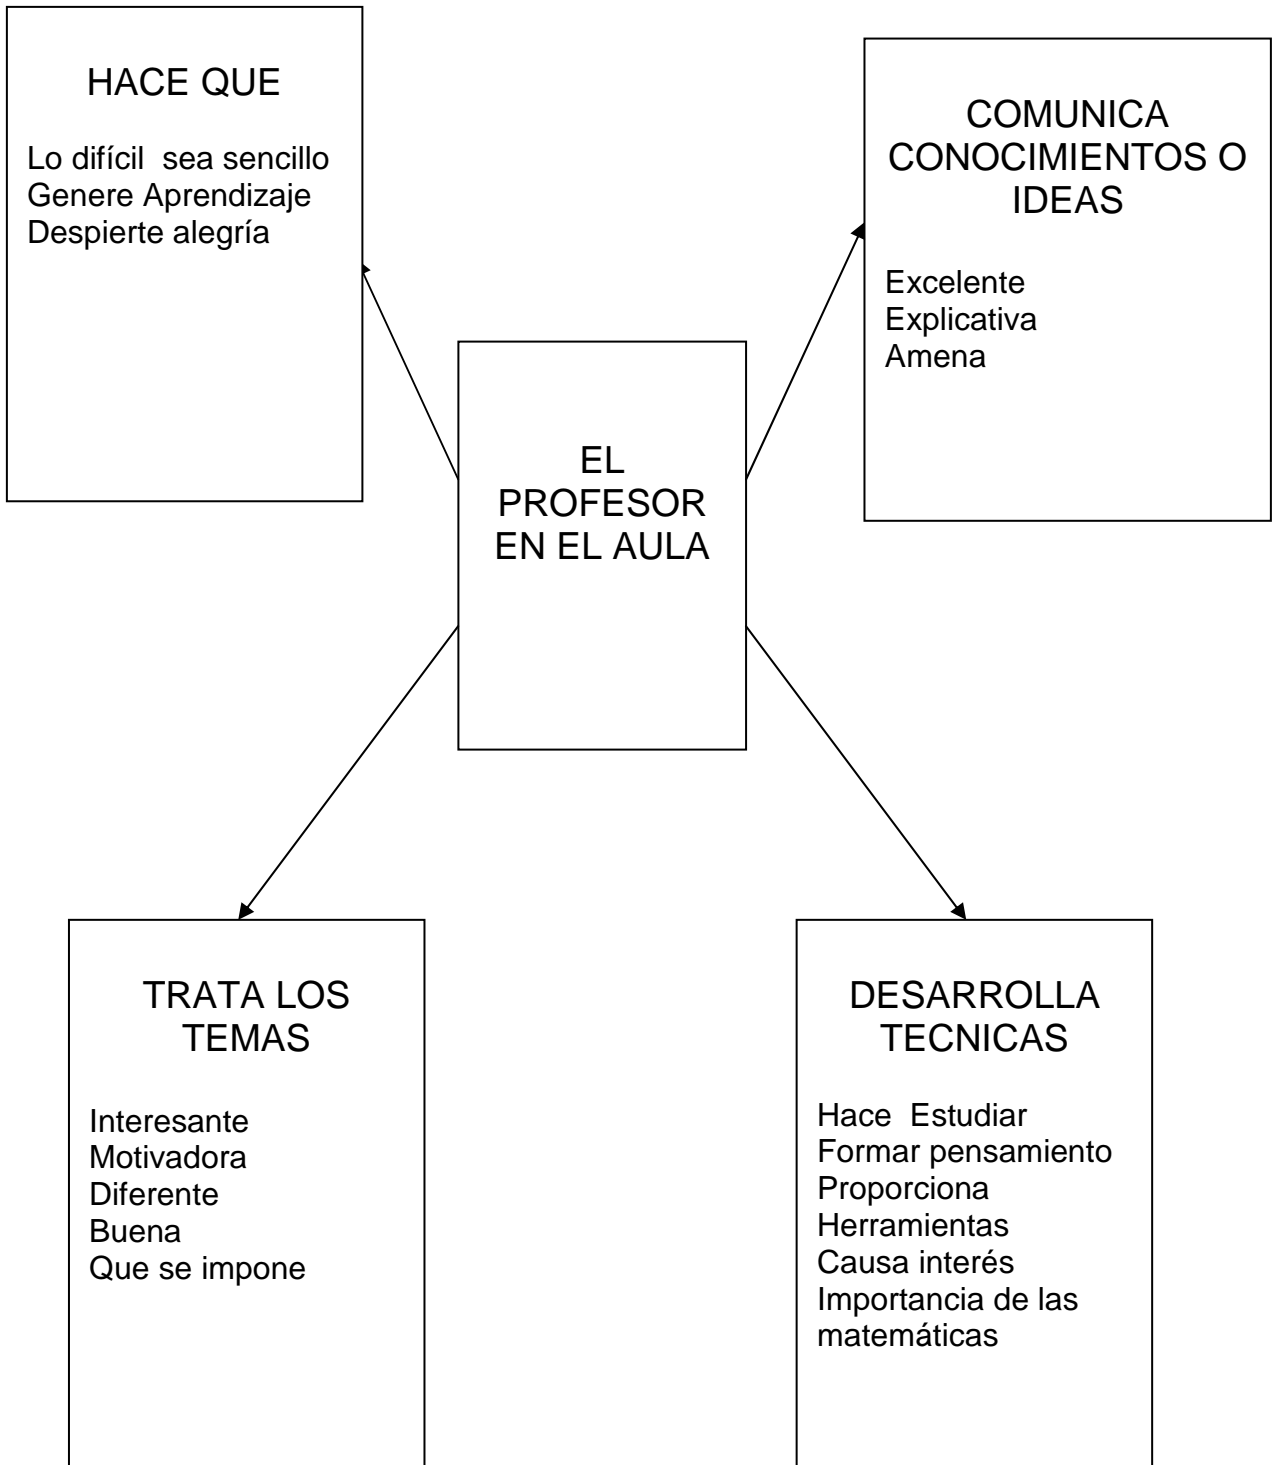 HACE QUE
Lo difícil  sea sencillo
Genere Aprendizaje
Despierte alegría
COMUNICA
CONOCIMIENTOS O
IDEAS
Excelente
Explicativa
Amena
EL
PROFESOR
EN EL AULA
TRATA LOS
TEMAS
Interesante
Motivadora
Diferente
Buena
Que se impone
DESARROLLA
TECNICAS
Hace  Estudiar
Formar pensamiento
Proporciona
Herramientas
Causa interés
Importancia de las
matemáticas